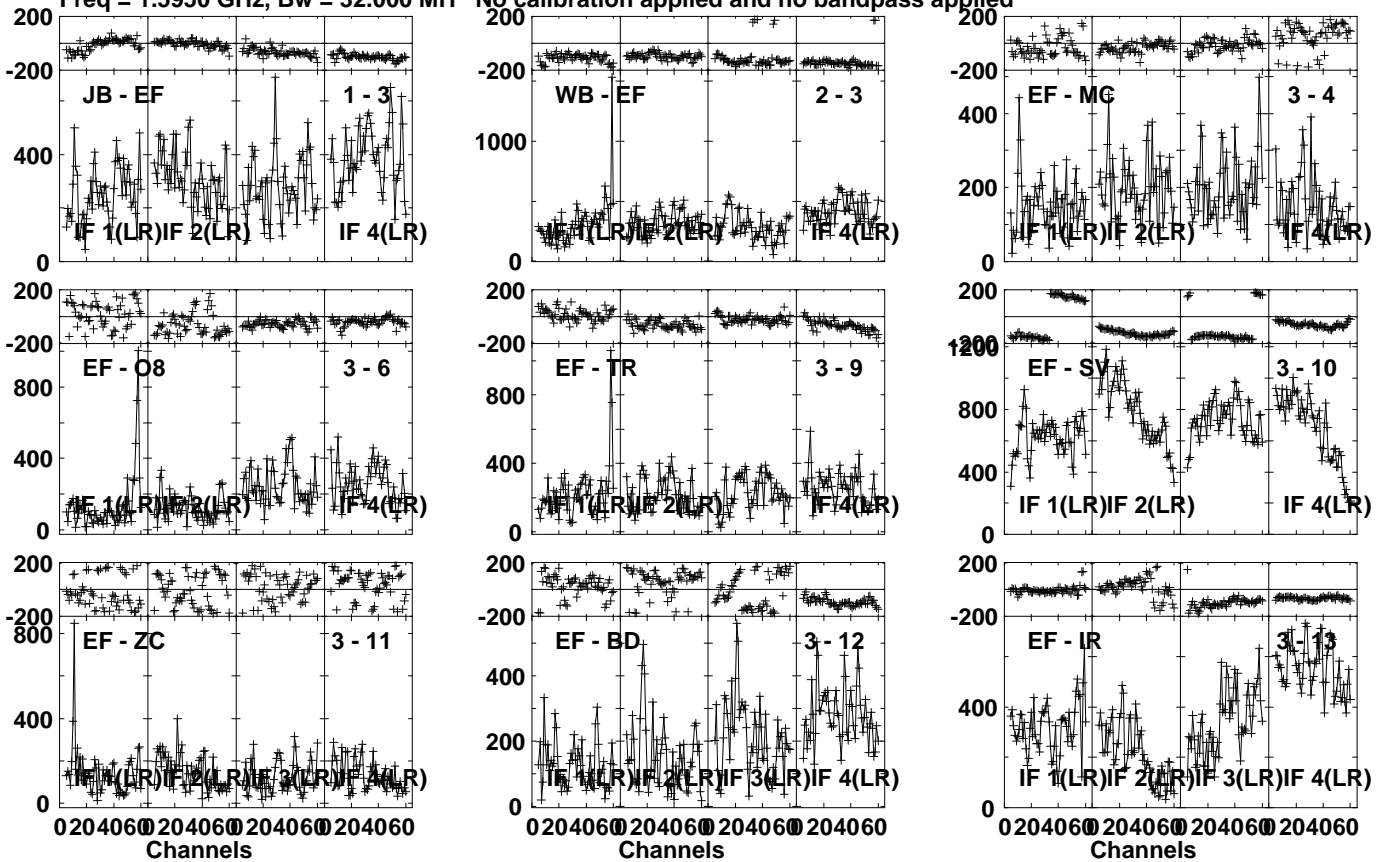 Freq = 1.5950 GHz, Bw = 32.000 MH No calibration applied and no bandpass applied
200
-200
JB - EF 1 - 3
400
0
IF 1(LR) IF 2(LR) IF 4(LR)
WB - EF 2 - 3
1000
0
IF 1(LR) IF 2(LR) IF 4(LR)
200
-200
EF - MC 3 - 4
400
200
0
IF 1(LR) IF 2(LR) IF 4(LR)
200
-200
EF - O8 3 - 6
800
400
0
IF 1(LR) IF 2(LR) IF 4(LR)
200
-200
EF - TR 3 - 9
800
400
0
IF 1(LR) IF 2(LR) IF 4(LR)
200
-200
1200
EF - SV 3 - 10
800
400
0
IF 1(LR) IF 2(LR) IF 4(LR)
200
-200
800
EF - ZC 3 - 11
400
0
IF 1(LR) IF 2(LR) IF 3(LR) IF 4(LR)
0 20 40 60 0 20 40 60 0 20 40 60 0 20 40 60
Channels
200
-200
EF - BD 3 - 12
400
200
0
IF 1(LR) IF 2(LR) IF 3(LR) IF 4(LR)
0 20 40 60 0 20 40 60 0 20 40 60 0 20 40 60
Channels
200
-200
EF - IR 3 - 13
400
0
IF 1(LR) IF 2(LR) IF 3(LR) IF 4(LR)
0 20 40 60 0 20 40 60 0 20 40 60 0 20 40 60
Channels